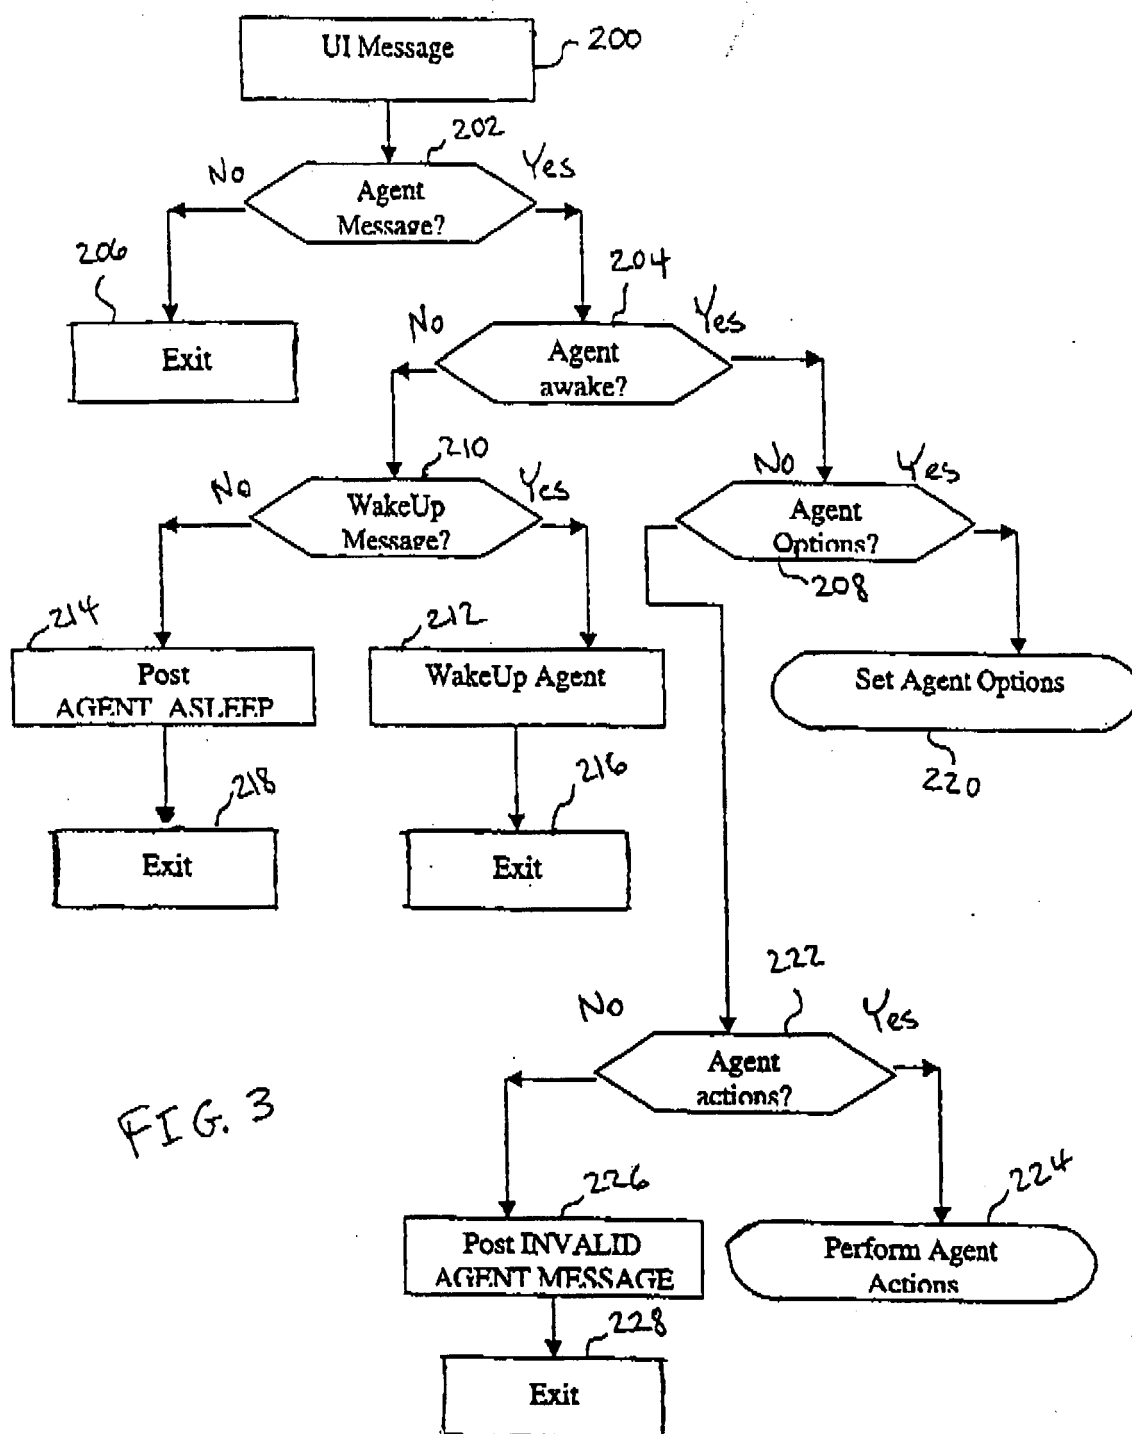 UI Message
200
202
No
Yes
Agent
Message?
206
204
Exit
No
Yes
Agent
awake?
210
No
Yes
WakeUp
Message?
No
Yes
Agent
Options?
208
214
212
Post
AGENT ASLEEP
WakeUp Agent
Set Agent Options
220
218
216
Exit
Exit
222
No
Yes
Agent
actions?
FIG. 3
226
224
Post INVALID
AGENT MESSAGE
Perform Agent
Actions
228
Exit